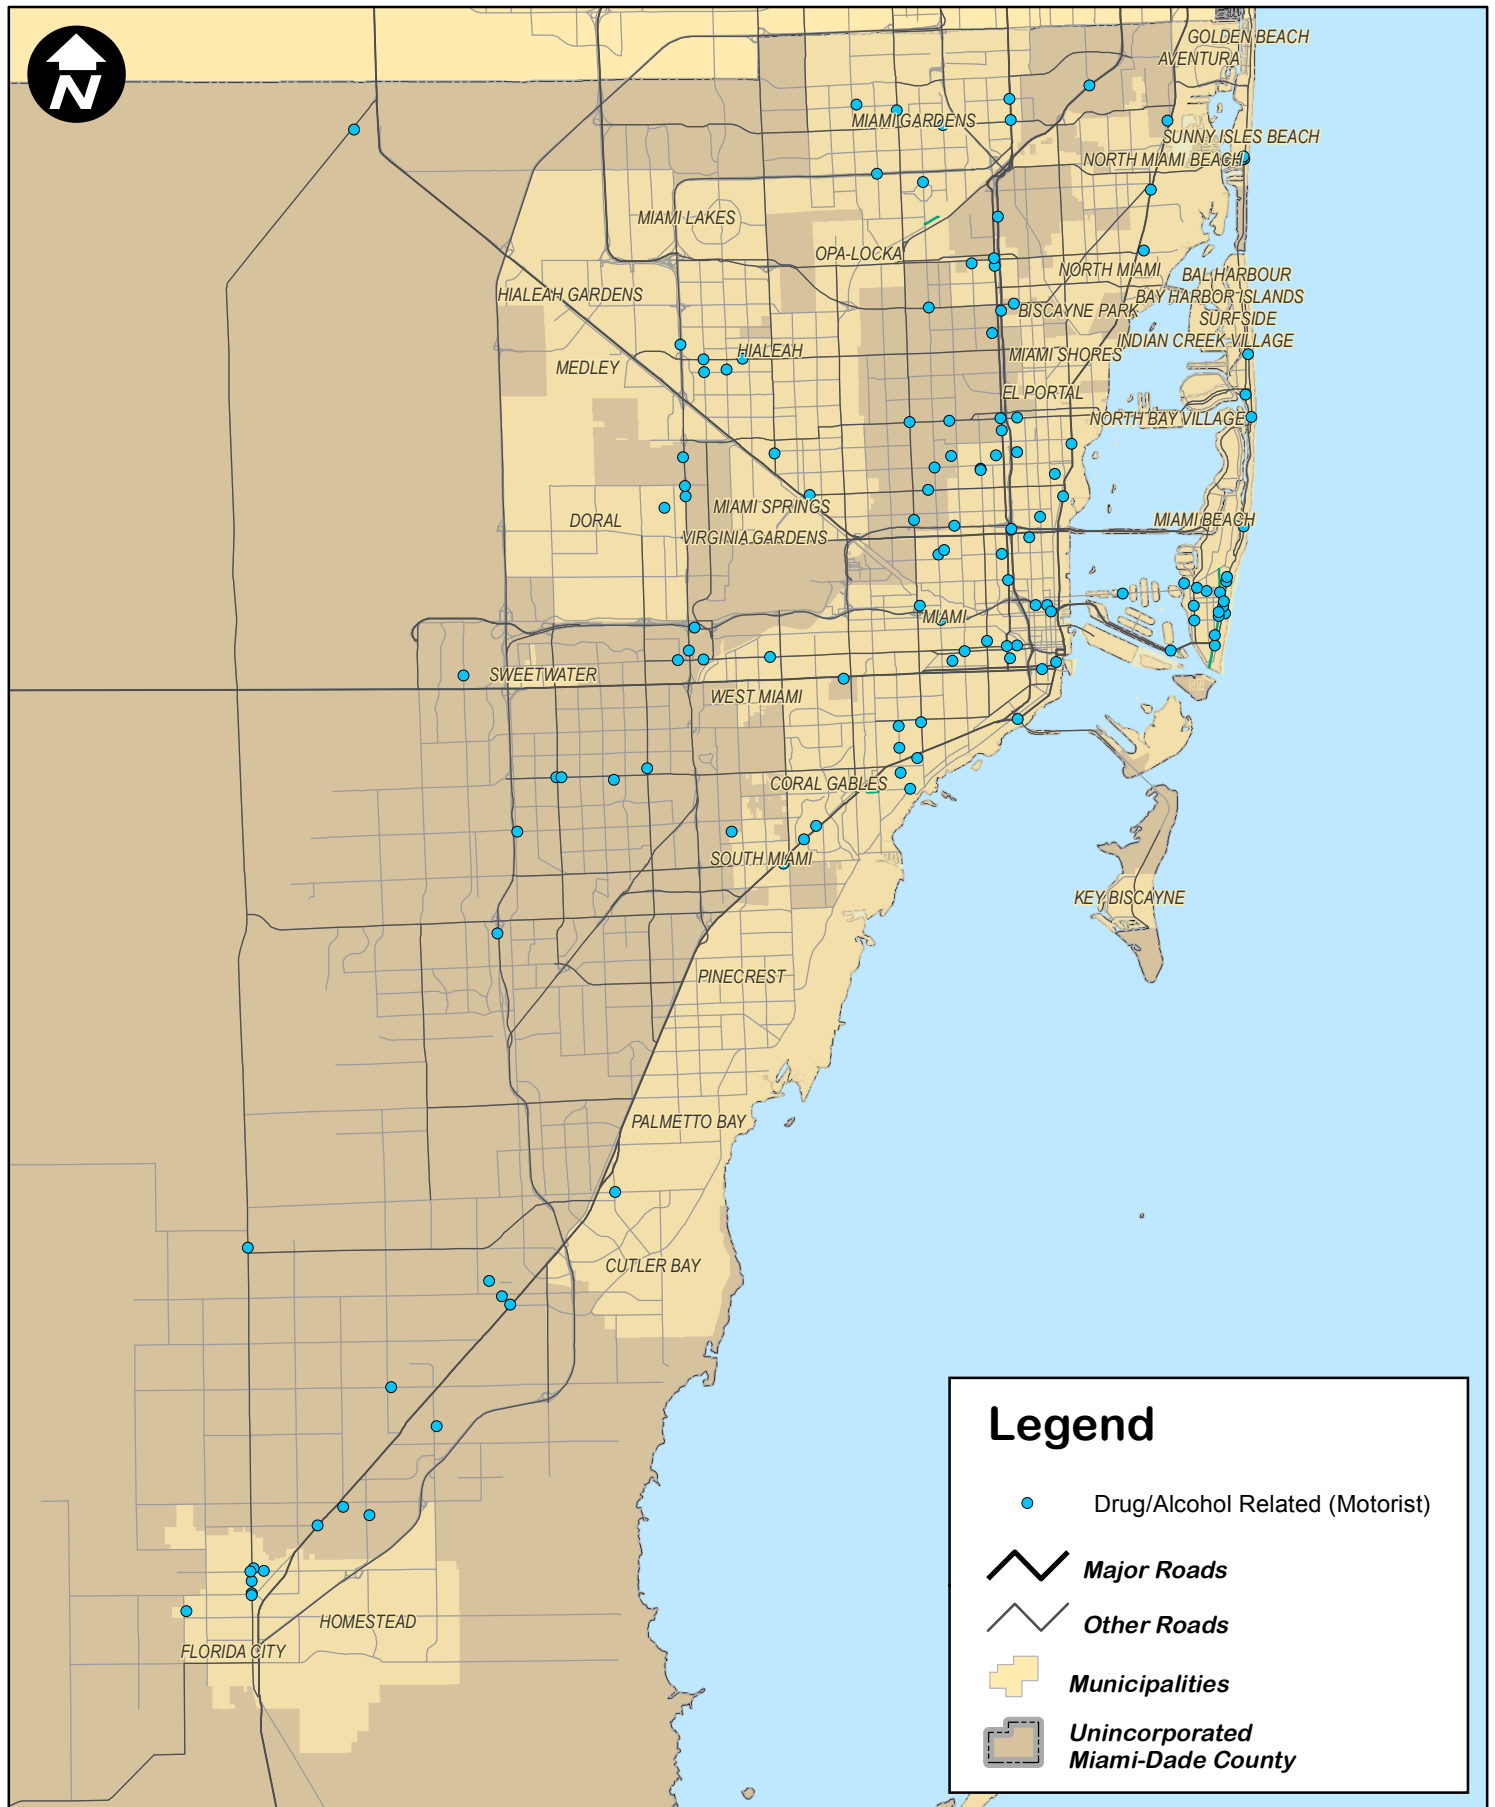 N
GOLDEN BEACH
AVENTURA
MIAMI GARDENS
SUNNY ISLES BEACH
NORTH MIAMI BEACH
MIAMI LAKES
OPA-LOCKA
NORTH MIAMI
BAL HARBOUR
HIALEAH GARDENS
BAY HARBOR ISLANDS
BISCAYNE PARK
SURFSIDE
INDIAN CREEK VILLAGE
HIALEAH
MIAMI SHORES
MEDLEY
EL PORTAL
NORTH BAY VILLAGE
MIAMI SPRINGS
DORAL
MIAMI BEACH
VIRGINIA GARDENS
MIAMI
SWEETWATER
WEST MIAMI
CORAL GABLES
SOUTH MIAMI
KEY BISCAYNE
PINECREST
PALMETTO BAY
CUTLER BAY
HOMESTEAD
FLORIDA CITY
Legend
Drug/Alcohol Related (Motorist)
Major Roads
Other Roads
Municipalities
Unincorporated
Miami-Dade County